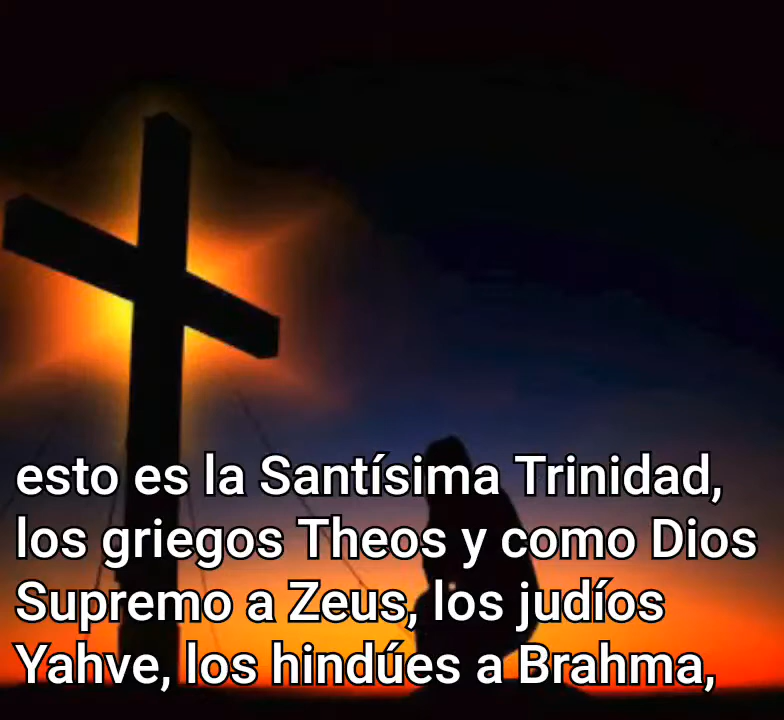 esto es la Santísima Trinidad,
los griegos Theos y como Dios
Supremo a Zeus, los judíos
Yahve, los hindúes a Brahma,